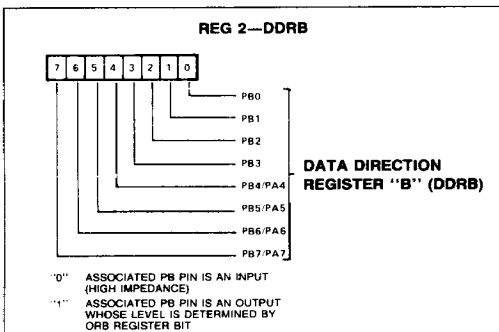 REG 2—DDRB
7 6 5 4 3 2 1 0
PB0
PB1
PB2
PB3
PB4/PA4
PB5/PA5
PB6/PA6
PB7/PA7
DATA DIRECTION
REGISTER "B" (DDRB)
"0" ASSOCIATED PB PIN IS AN INPUT
(HIGH IMPEDANCE)
"1" ASSOCIATED PB PIN IS AN OUTPUT
WHOSE LEVEL IS DETERMINED BY
ORB REGISTER BIT